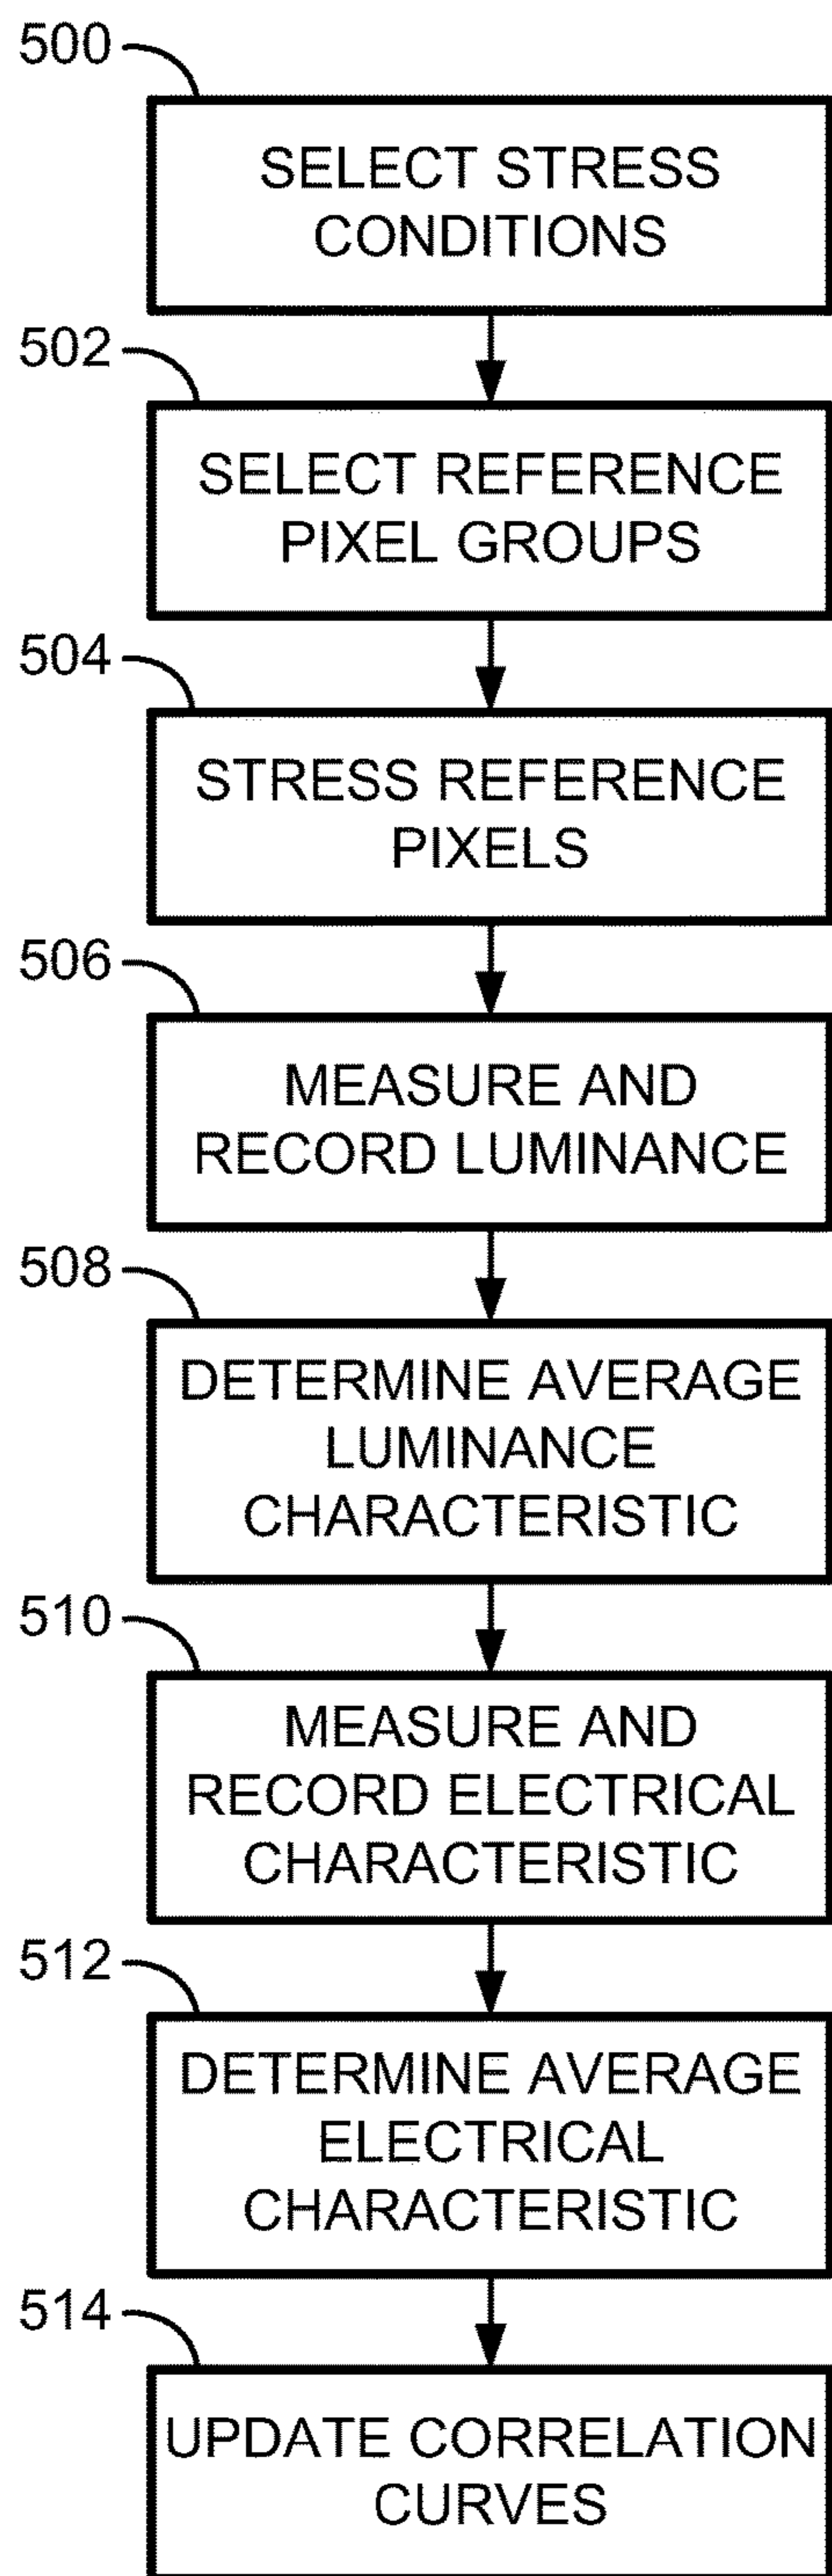 500
SELECT STRESS
CONDITIONS
502
SELECT REFERENCE
PIXEL GROUPS
504
STRESS REFERENCE
PIXELS
506
MEASURE AND
RECORD LUMINANCE
508
DETERMINE AVERAGE
LUMINANCE
CHARACTERISTIC
510
MEASURE AND
RECORD ELECTRICAL
CHARACTERISTIC
512
DETERMINE AVERAGE
ELECTRICAL
CHARACTERISTIC
514
UPDATE CORRELATION
CURVES